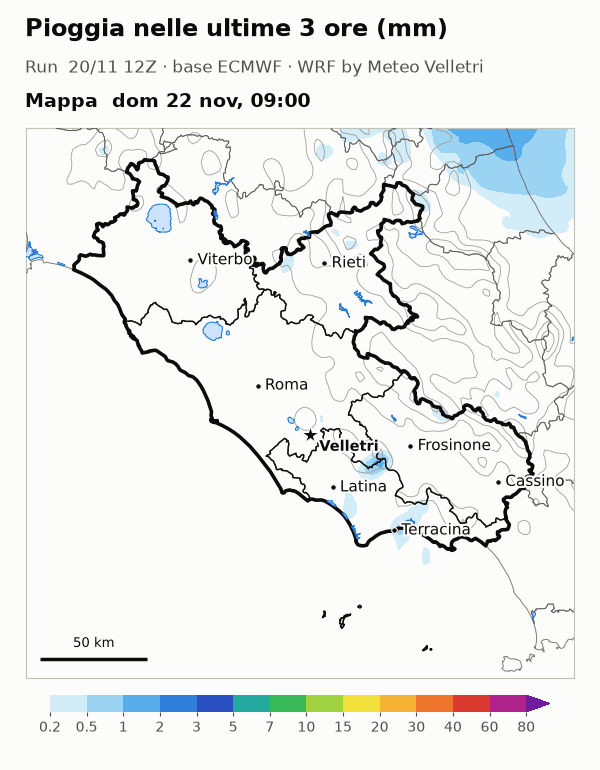 Pioggia nelle ultime 3 ore (mm)
Run  20/11 12Z · base ECMWF · WRF by Meteo Velletri
Mappa  dom 22 nov, 09:00
Viterbo
Rieti
Roma
Velletri
Frosinone
Latina
Cassino
Terracina
50 km
0.2 0.5 1 2 3 5 7 10 15 20 30 40 60 80